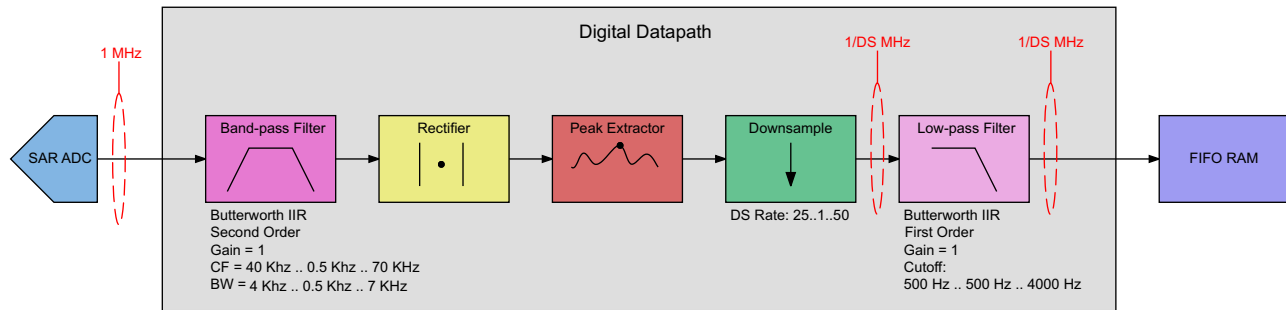 Digital Datapath
1 MHz
1/DS MHz
1/DS MHz
SAR ADC
Band-pass Filter
Rectifier
Peak Extractor
Downsample
Low-pass Filter
FIFO RAM
Butterworth IIR
Second Order
Gain = 1
CF = 40 Khz .. 0.5 Khz .. 70 KHz
BW = 4 Khz .. 0.5 Khz .. 7 KHz
DS Rate: 25..1..50
Butterworth IIR
First Order
Gain = 1
Cutoff:
500 Hz .. 500 Hz .. 4000 Hz